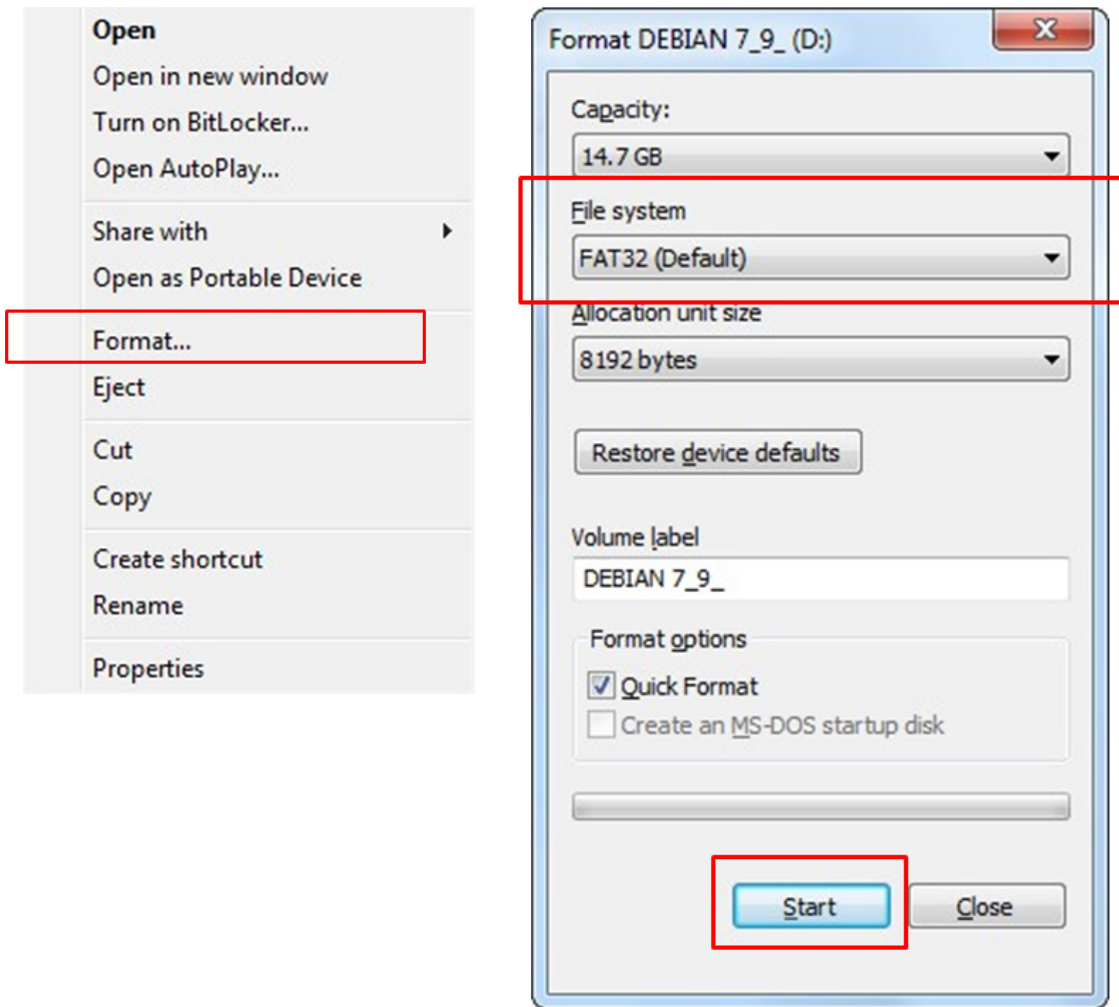 Open
Open in new window
Turn on BitLocker...
Open AutoPlay...
Share with
Open as Portable Device
Format...
Eject
Cut
Copy
Create shortcut
Rename
Properties
Format DEBIAN 7_9_ (D:)
Capacity:
14.7 GB
File system
FAT32 (Default)
Allocation unit size
8192 bytes
Restore device defaults
Volume label
DEBIAN 7_9_
Format options
Quick Format
Create an MS-DOS startup disk
Start Close